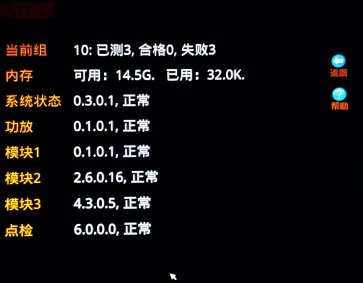 当前组 10: 已测3, 合格0, 失败3
内存 可用：14.5G. 已用：32.0K.
返回
系统状态 0.3.0.1, 正常
帮助
功放 0.1.0.1, 正常
模块1 0.1.0.1, 正常
模块2 2.6.0.16, 正常
模块3 4.3.0.5, 正常
点检 6.0.0.0, 正常